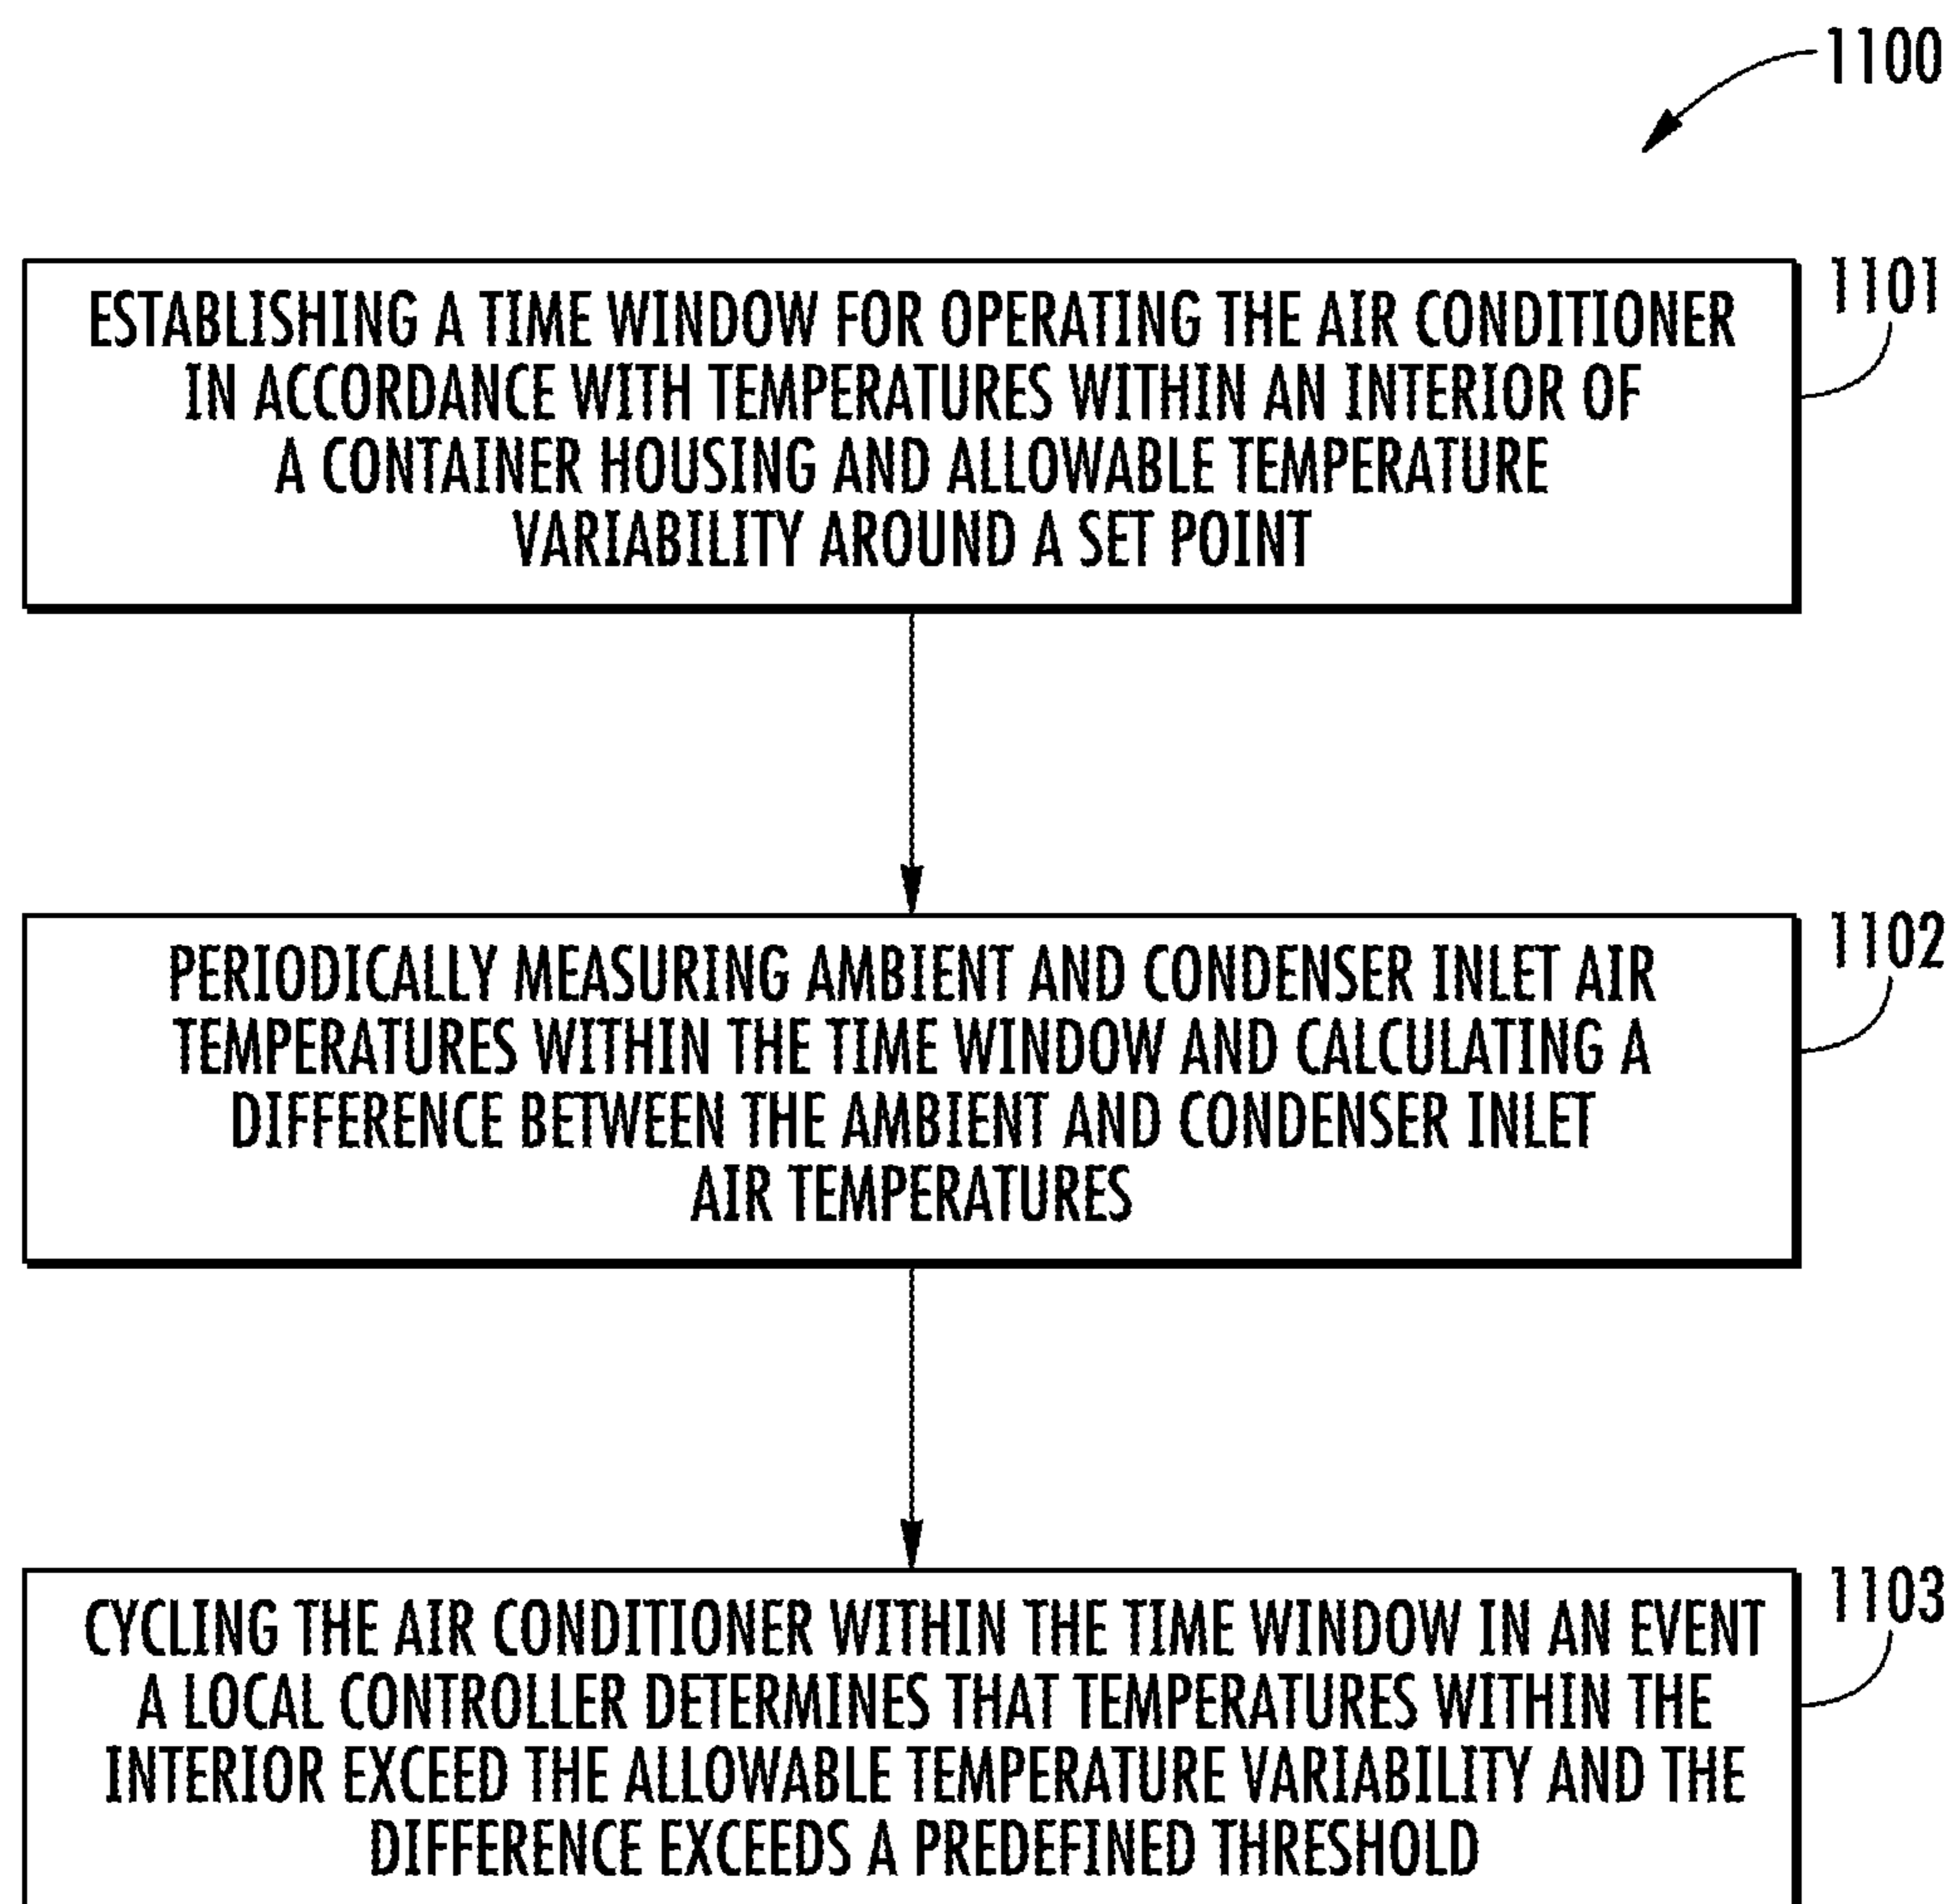 1100
1101
ESTABLISHING A TIME WINDOW FOR OPERATING THE AIR CONDITIONER
IN ACCORDANCE WITH TEMPERATURES WITHIN AN INTERIOR OF
A CONTAINER HOUSING AND ALLOWABLE TEMPERATURE
VARIABILITY AROUND A SET POINT
1102
PERIODICALLY MEASURING AMBIENT AND CONDENSER INLET AIR
TEMPERATURES WITHIN THE TIME WINDOW AND CALCULATING A
DIFFERENCE BETWEEN THE AMBIENT AND CONDENSER INLET
AIR TEMPERATURES
1103
CYCLING THE AIR CONDITIONER WITHIN THE TIME WINDOW IN AN EVENT
A LOCAL CONTROLLER DETERMINES THAT TEMPERATURES WITHIN THE
INTERIOR EXCEED THE ALLOWABLE TEMPERATURE VARIABILITY AND THE
DIFFERENCE EXCEEDS A PREDEFINED THRESHOLD